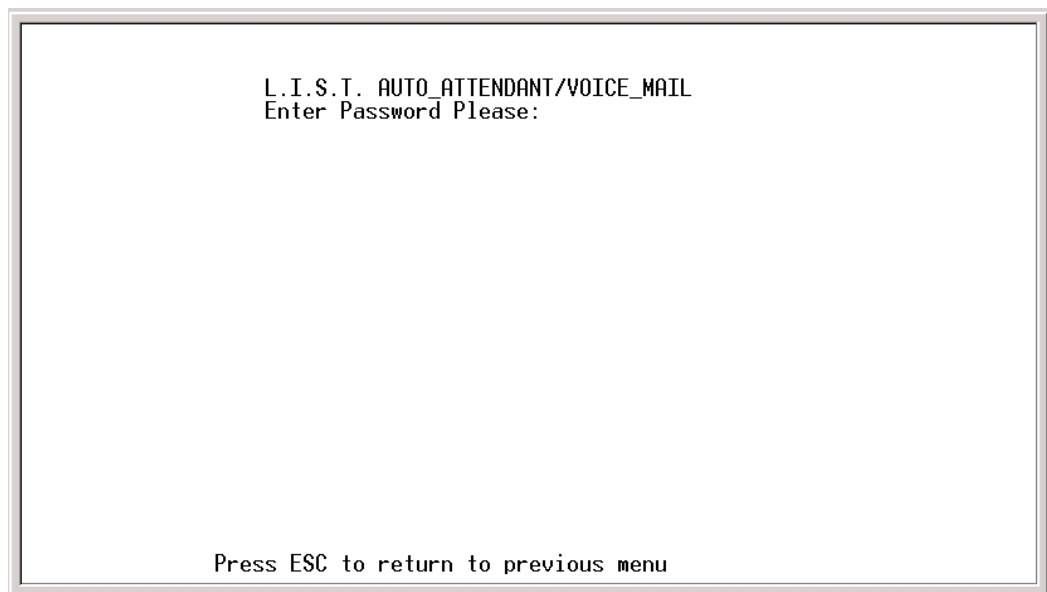 L.I.S.T. AUTO_ATTENDANT/VOICE_MAIL
Enter Password Please:
Press ESC to return to previous menu